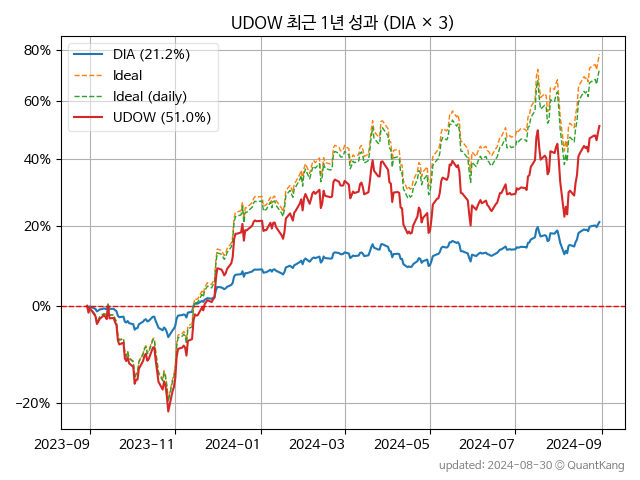 UDOW 최근 1년 성과 (DIA × 3)
DIA (21.2%)
Ideal
Ideal (daily)
UDOW (51.0%)
80%
60%
40%
20%
0%
−20%
2023-09 2023-11 2024-01 2024-03 2024-05 2024-07 2024-09
updated: 2024-08-30 © QuantKang